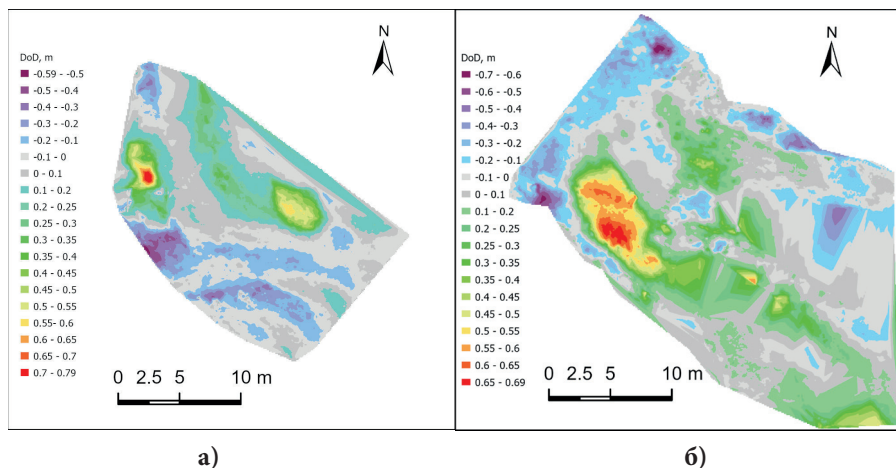 N
DoD, m
-0.59 - -0.5
-0.5 - -0.4
-0.4 - -0.3
-0.3 - -0.2
-0.2 - -0.1
-0.1 - 0
0 - 0.1
0.1 - 0.2
0.2 - 0.25
0.25 - 0.3
0.3 - 0.35
0.35 - 0.4
0.4 - 0.45
0.45 - 0.5
0.5 - 0.55
0.55 - 0.6
0.6 - 0.65
0.65 - 0.7
0.7 - 0.79
0 2.5 5 10 m
а)
N
DoD, m
-0.7 - -0.6
-0.6 - -0.5
-0.5 - -0.4
-0.4 - -0.3
-0.3 - -0.2
-0.2 - -0.1
-0.1 - 0
0 - 0.1
0.1 - 0.2
0.2 - 0.25
0.25 - 0.3
0.3 - 0.35
0.35 - 0.4
0.4 - 0.45
0.45 - 0.5
0.5 - 0.55
0.55 - 0.6
0.6 - 0.65
0.65 - 0.69
0 2.5 5 10 m
б)